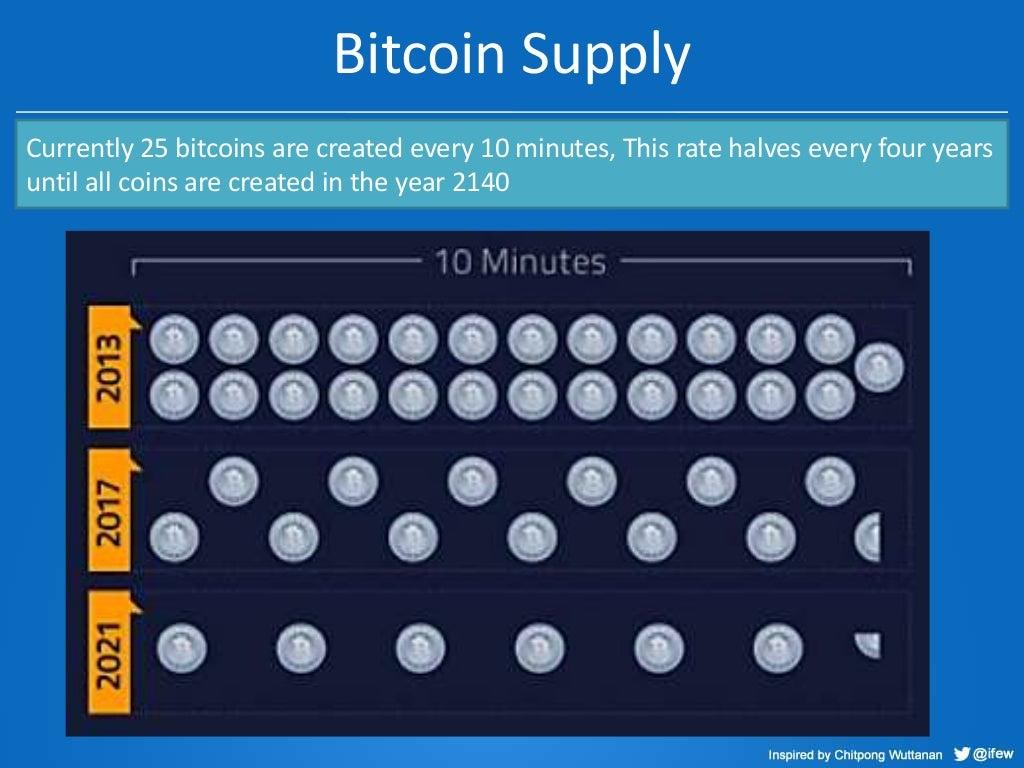 Bitcoin Supply
Currently 25 bitcoins are created every 10 minutes, This rate halves every four years
until all coins are created in the year 2140
10 Minutes
2013
2017
2021
Inspired by Chitpong Wuttanan @ifew